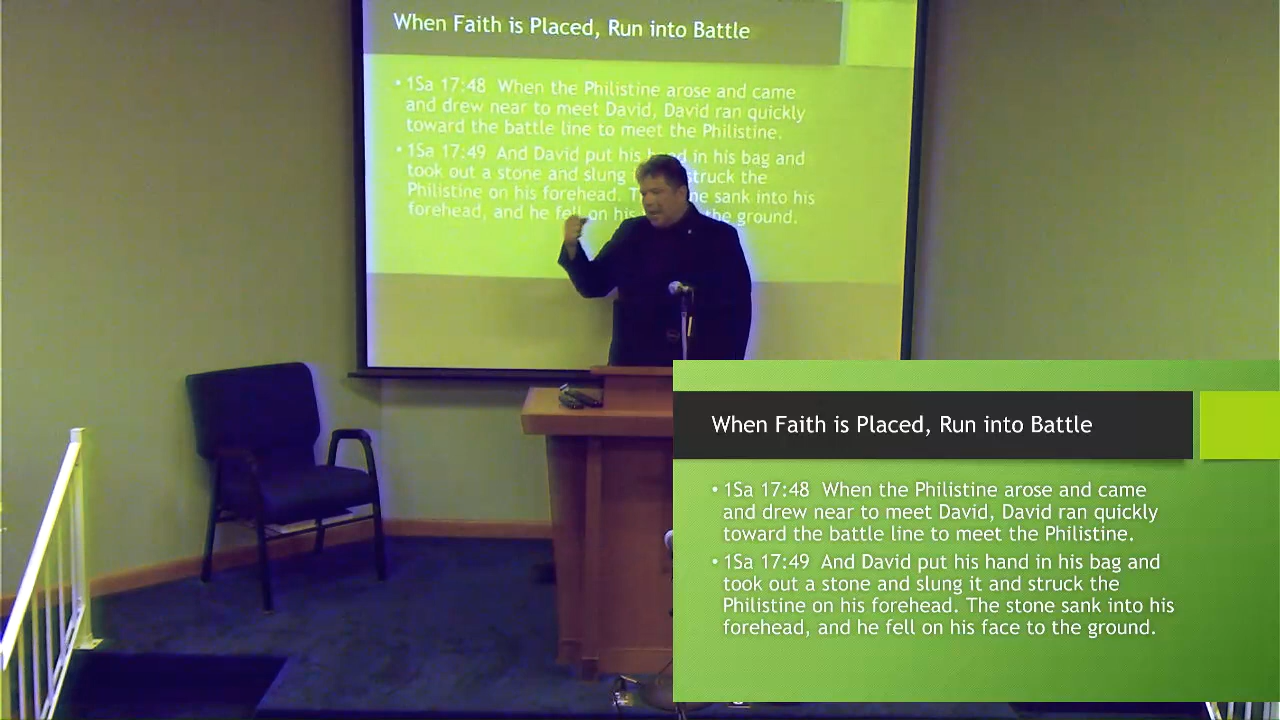 When Faith is Placed, Run into Battle
• 1Sa 17:48 When the Philistine arose and came
and drew near to meet David, David ran quickly
toward the battle line to meet the Philistine.
• 1Sa 17:49 And David put his hand in his bag and
took out a stone and slung struck the
Philistine on his forehead. ne sank into his
forehead, and he fell on his the ground.
When Faith is Placed, Run into Battle
• 1Sa 17:48 When the Philistine arose and came
and drew near to meet David, David ran quickly
toward the battle line to meet the Philistine.
• 1Sa 17:49 And David put his hand in his bag and
took out a stone and slung it and struck the
Philistine on his forehead. The stone sank into his
forehead, and he fell on his face to the ground.